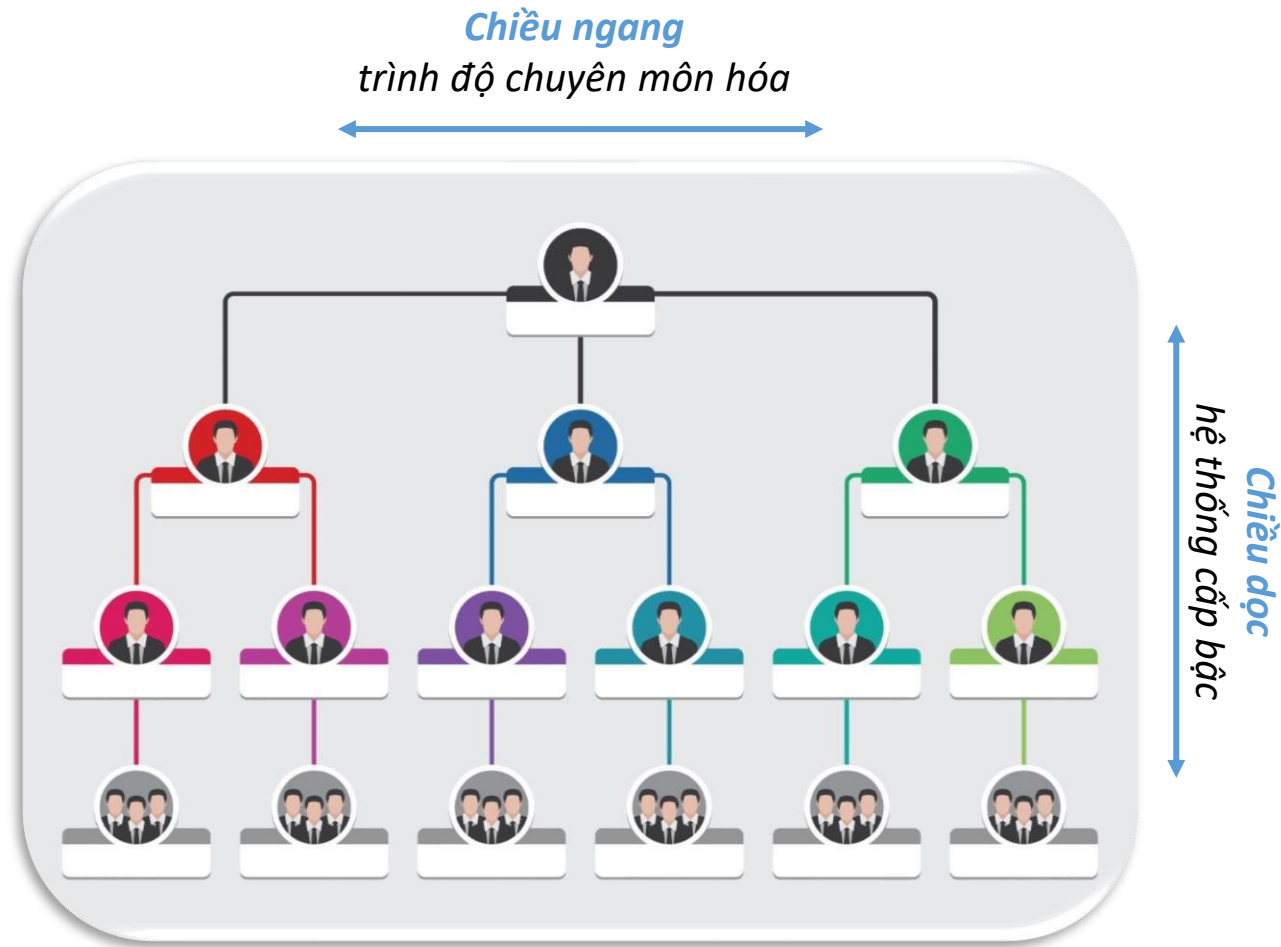 Chiều ngang
trình độ chuyên môn hóa
Chiều dọc
hệ thống cấp bậc